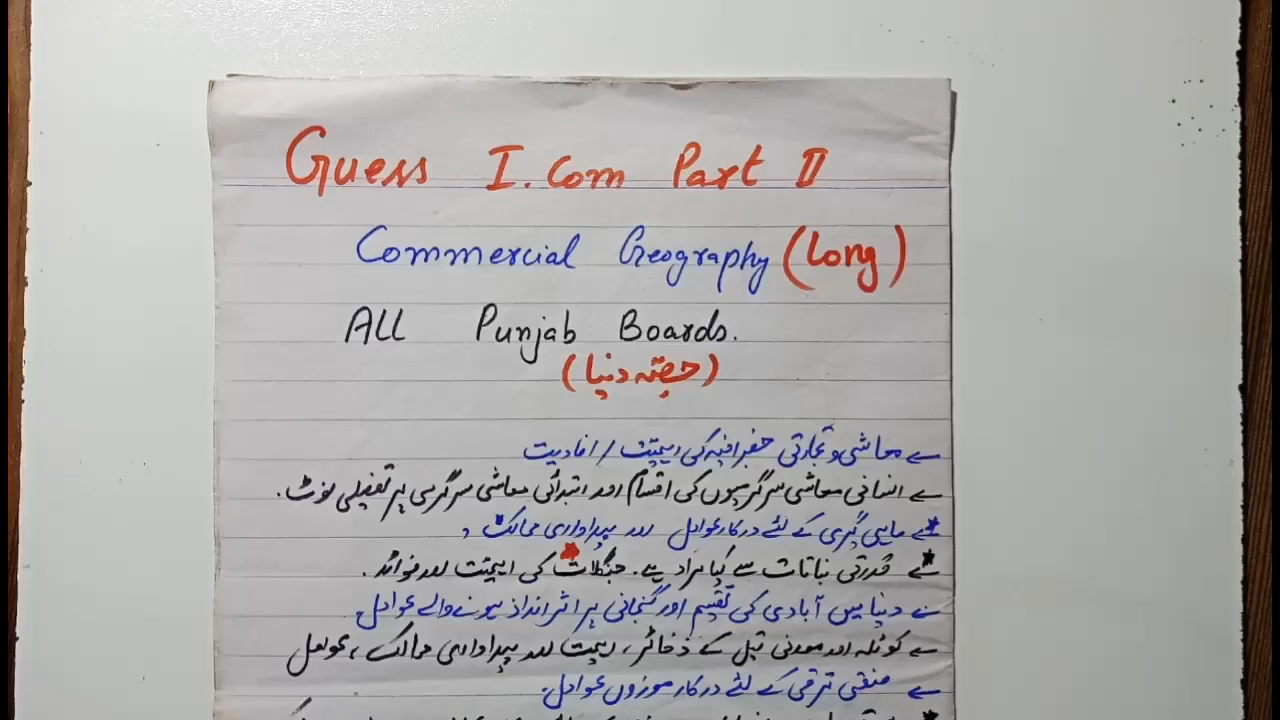 Guess I.Com Part II
Commercial Geography (Long)
ALL Punjab Boards.
(حصّہ دنیا)
معاشی و تجارتی جغرافیہ کی اہمیت / افادیت
انسانی معاشی سرگرمیوں کی اقسام اور ابتدائی معاشی سرگرمی پر تفصیلی نوٹ۔
ماہی گیری کے لئے درکار عوامل اور پیداواری ممالک
قدرتی نباتات سے کیا مراد ہے۔ جنگلات کی اہمیت اور فوائد۔
دنیا میں آبادی کی تقسیم اور گنجانی پر اثر انداز ہونے والے عوامل۔
کوئلہ اور معدنی تیل کے ذخائر، اہمیت اور پیداواری ممالک، عوامل
صنعتی ترقی کے لئے درکار موزوں عوامل۔